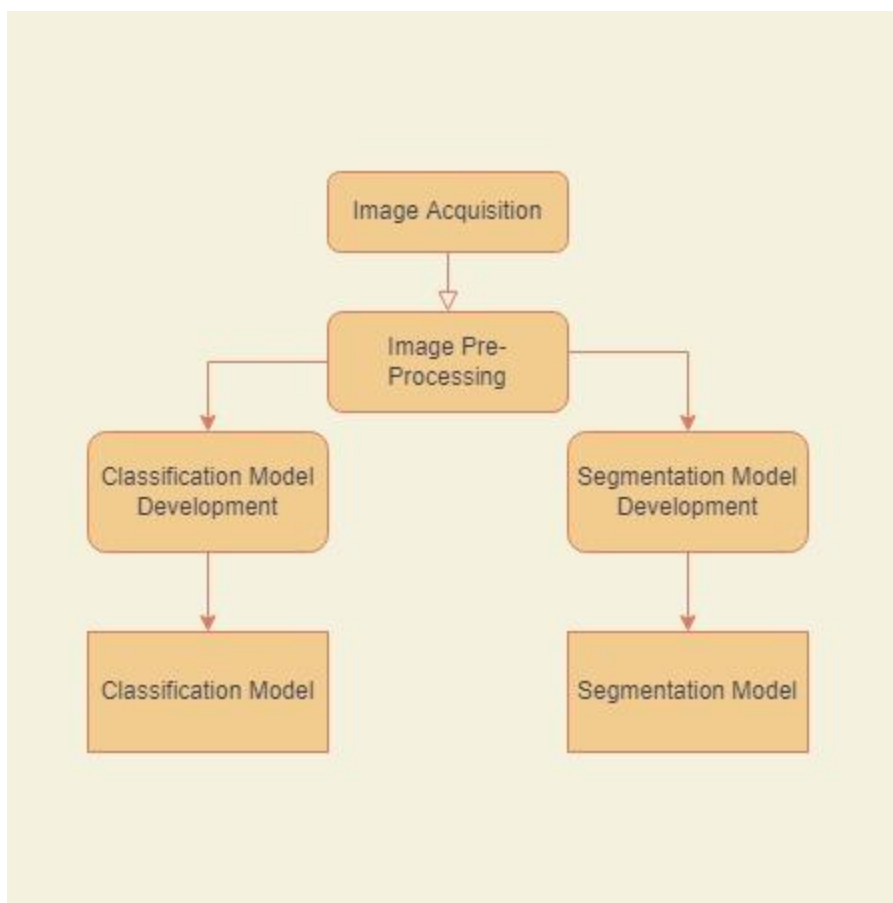 Image Acquisition
Image Pre-
Processing
Classification Model
Development
Segmentation Model
Development
Classification Model
Segmentation Model